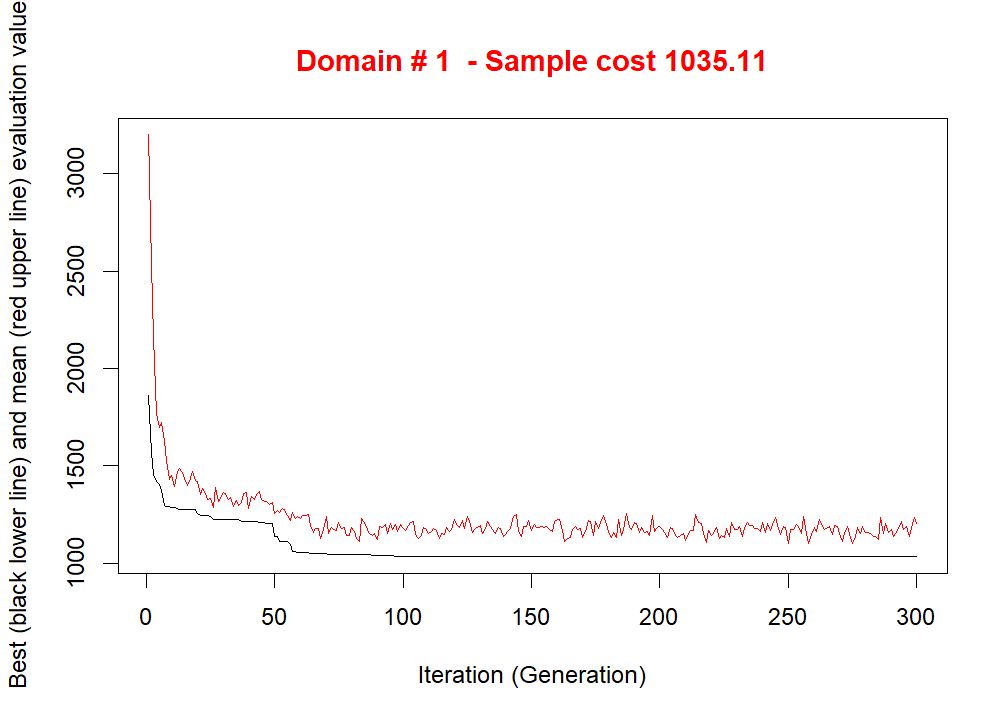 Domain # 1  - Sample cost 1035.11
Best (black lower line) and mean (red upper line) evaluation value
3000
2500
2000
1500
1000
0 50 100 150 200 250 300
Iteration (Generation)